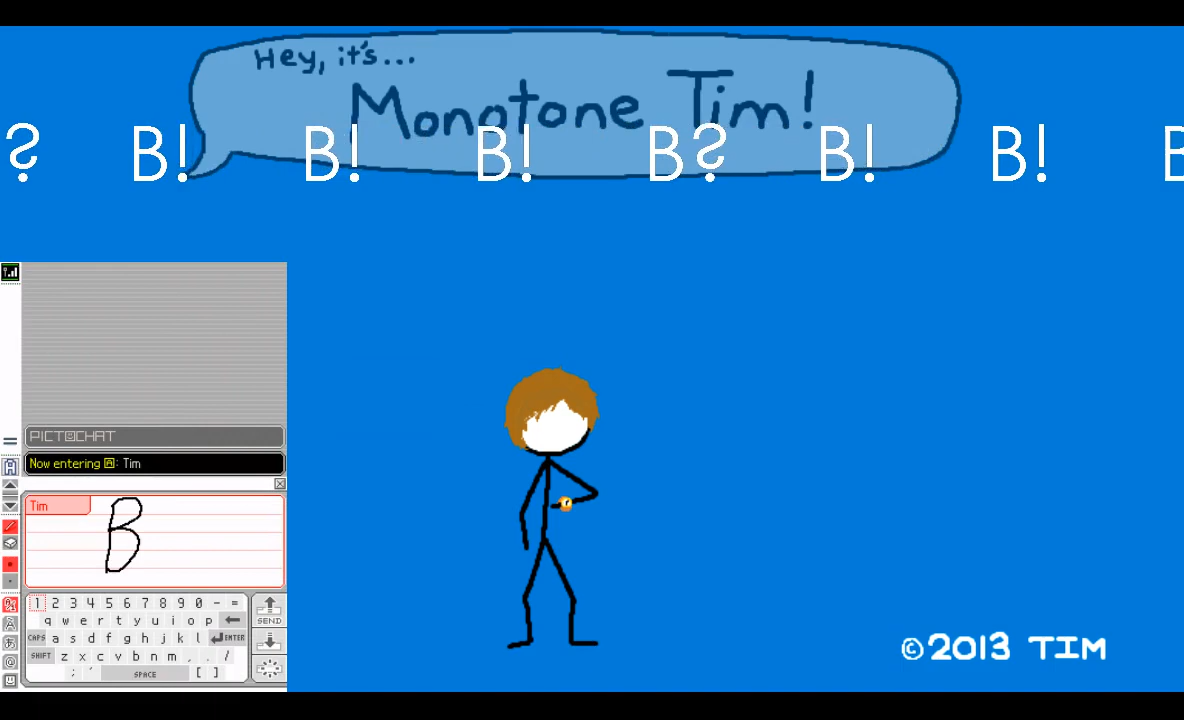 Hey, it's...
Monotone Tim!
? B! B! B! B? B! B! B
PICTOCHAT
Now entering A: Tim
Tim
B
1 2 3 4 5 6 7 8 9 0 - =
q w e r t y u i o p
CAPS a s d f g h j k l ENTER
SHIFT z x c v b n m , . /
; ' SPACE [ ]
SEND
©2013 TIM